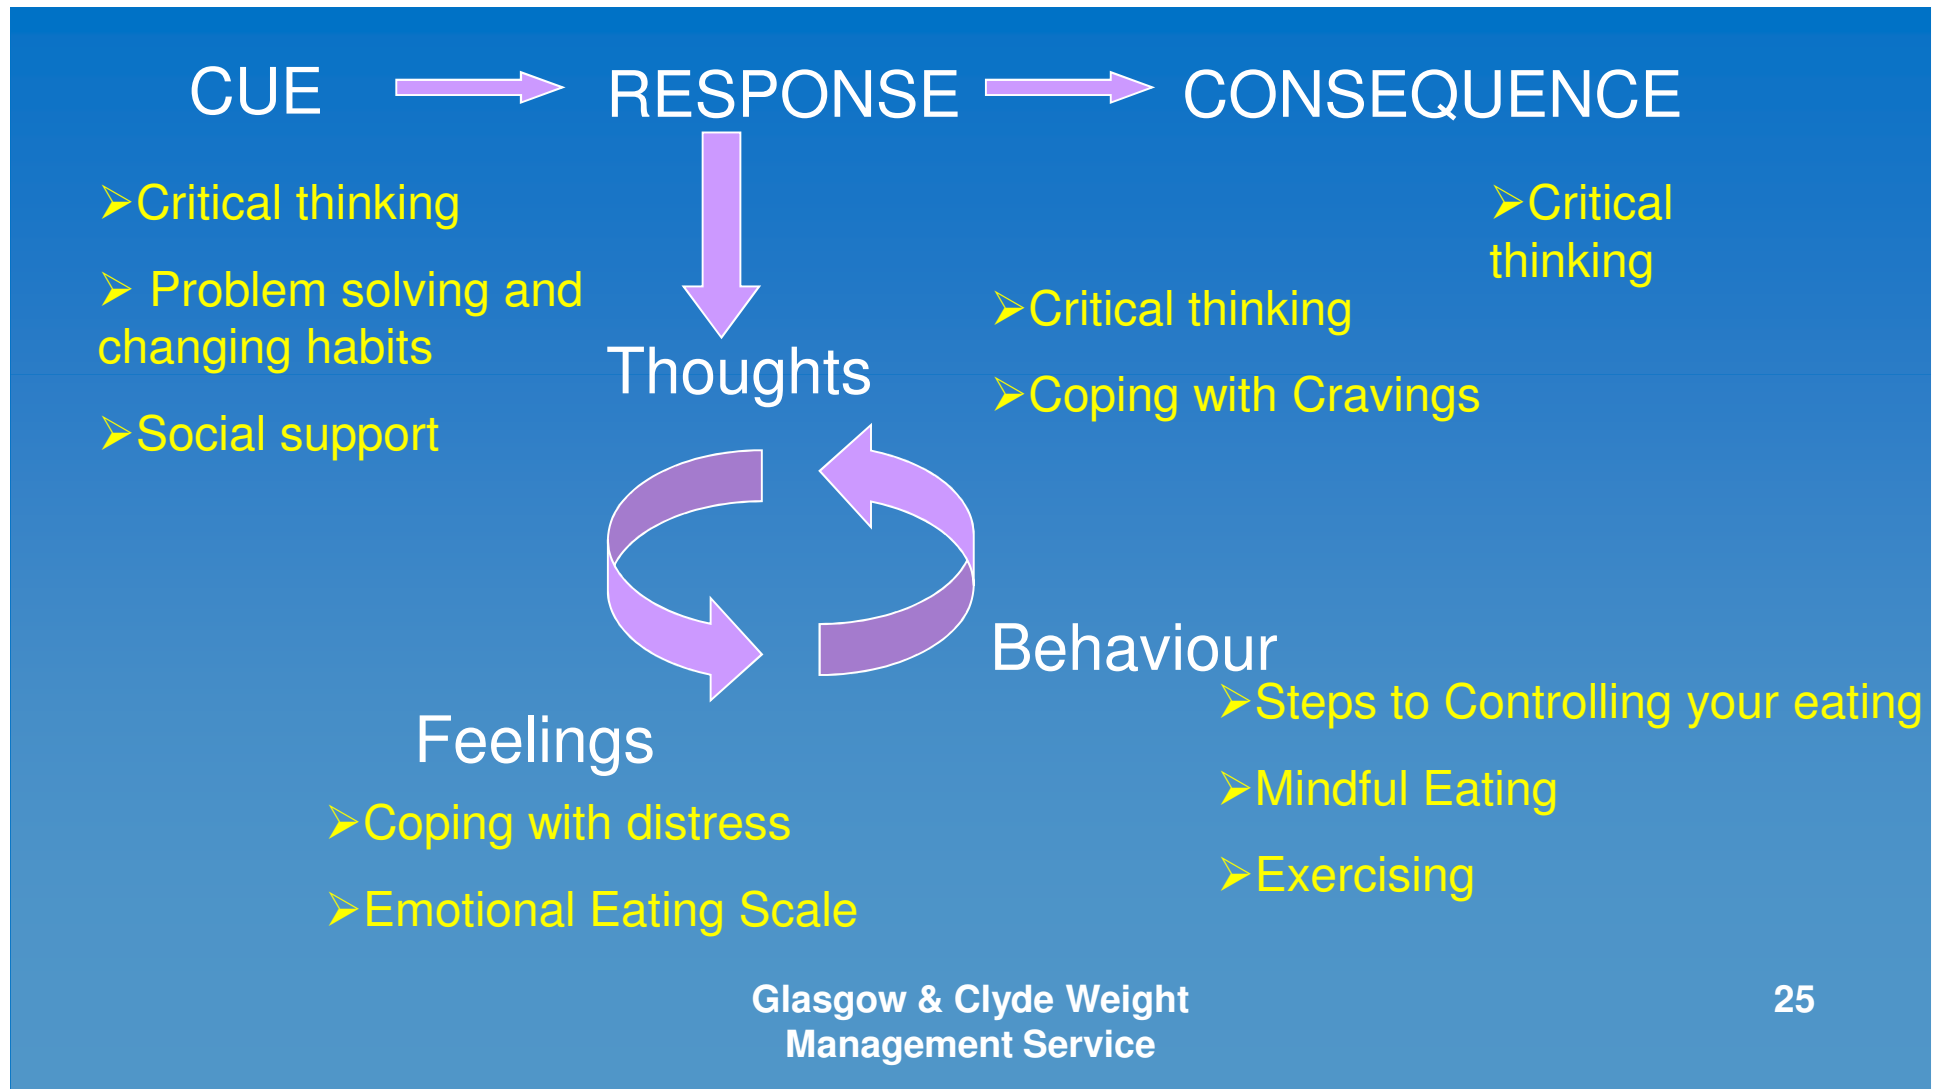 CUE
RESPONSE
CONSEQUENCE
➢Critical thinking
➢ Problem solving and
changing habits
➢Social support
➢Critical
thinking
➢Critical thinking
➢Coping with Cravings
Thoughts
Behaviour
➢Steps to Controlling your eating
➢Mindful Eating
➢Exercising
Feelings
➢Coping with distress
➢Emotional Eating Scale
Glasgow & Clyde Weight
Management Service
25